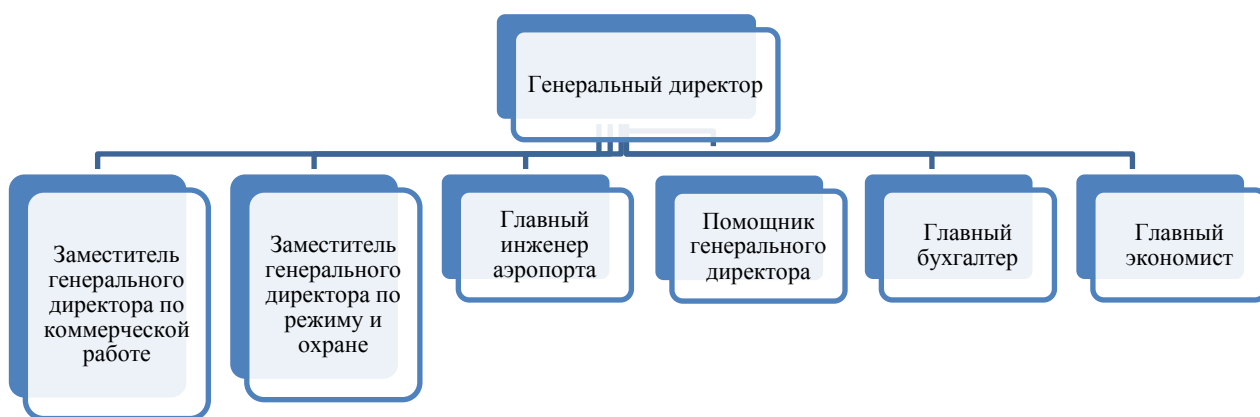 Генеральный директор
Заместитель
генерального
директора по
коммерческой
работе
Заместитель
генерального
директора по
режиму и
охране
Главный
инженер
аэропорта
Помощник
генерального
директора
Главный
бухгалтер
Главный
экономист